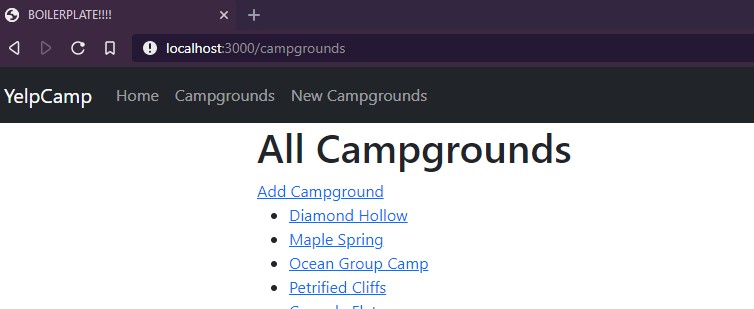 BOILERPLATE!!!!
localhost:3000/campgrounds
YelpCamp Home Campgrounds New Campgrounds
All Campgrounds
Add Campground
Diamond Hollow
Maple Spring
Ocean Group Camp
Petrified Cliffs